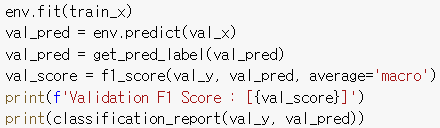 env.fit(train_x)
val_pred = env.predict(val_x)
val_pred = get_pred_label(val_pred)
val_score = f1_score(val_y, val_pred, average='macro')
print(f'Validation F1 Score : [{val_score}]')
print(classification_report(val_y, val_pred))